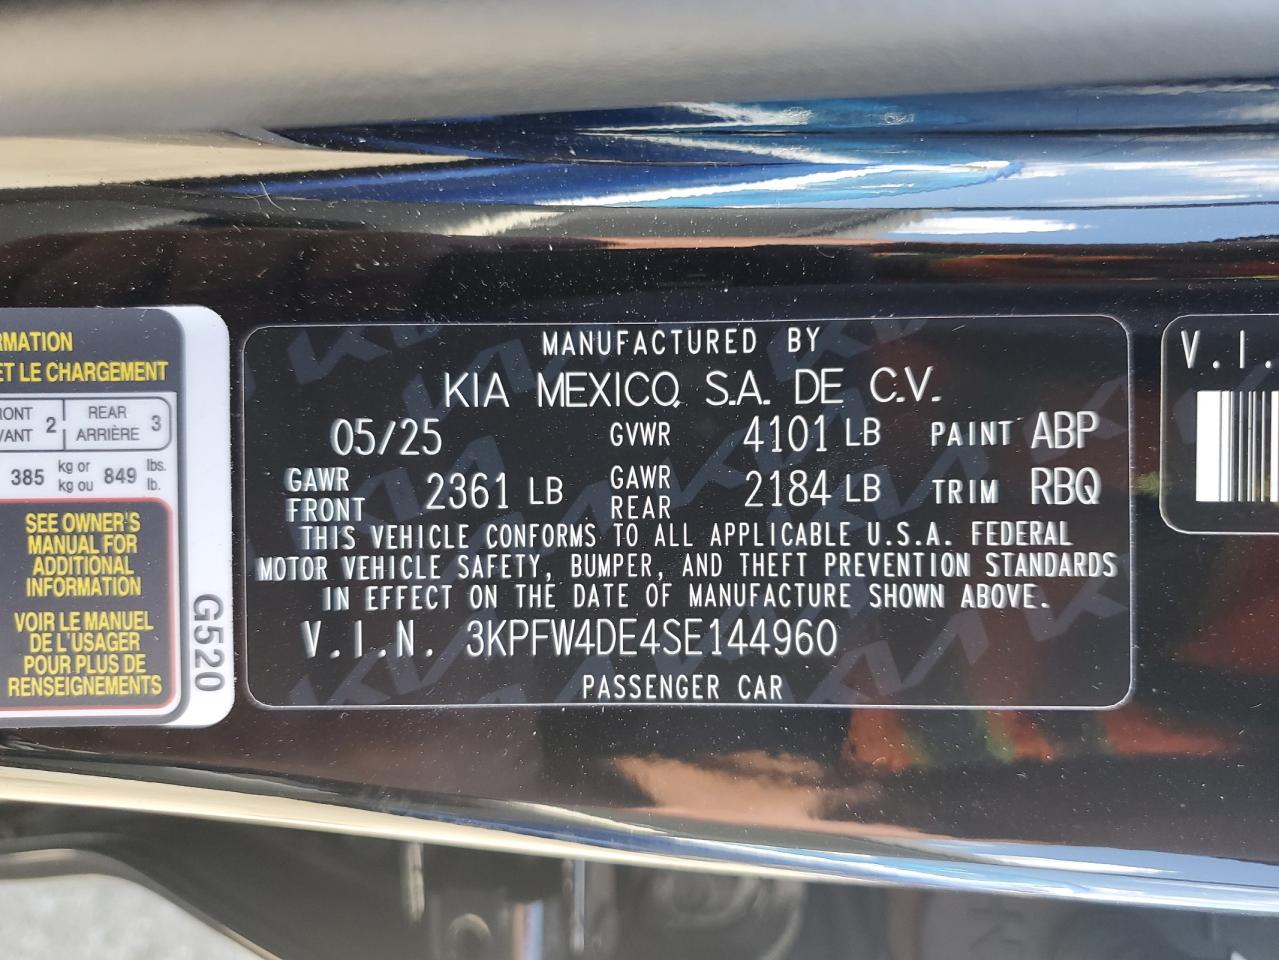 RMATION
ET LE CHARGEMENT
RONT 2 REAR 3
VANT ARRIÈRE
385 kg or 849 lbs.
kg ou lb.
SEE OWNER'S
MANUAL FOR
ADDITIONAL
INFORMATION
VOIR LE MANUEL
DE L'USAGER
POUR PLUS DE
RENSEIGNEMENTS
G520
MANUFACTURED BY
KIA MEXICO, S.A. DE C.V.
05/25 GVWR 4101 LB PAINT ABP
GAWR FRONT 2361 LB GAWR REAR 2184 LB TRIM RBQ
THIS VEHICLE CONFORMS TO ALL APPLICABLE U.S.A. FEDERAL
MOTOR VEHICLE SAFETY, BUMPER, AND THEFT PREVENTION STANDARDS
IN EFFECT ON THE DATE OF MANUFACTURE SHOWN ABOVE.
V.I.N. 3KPFW4DE4SE144960
PASSENGER CAR
V.I.